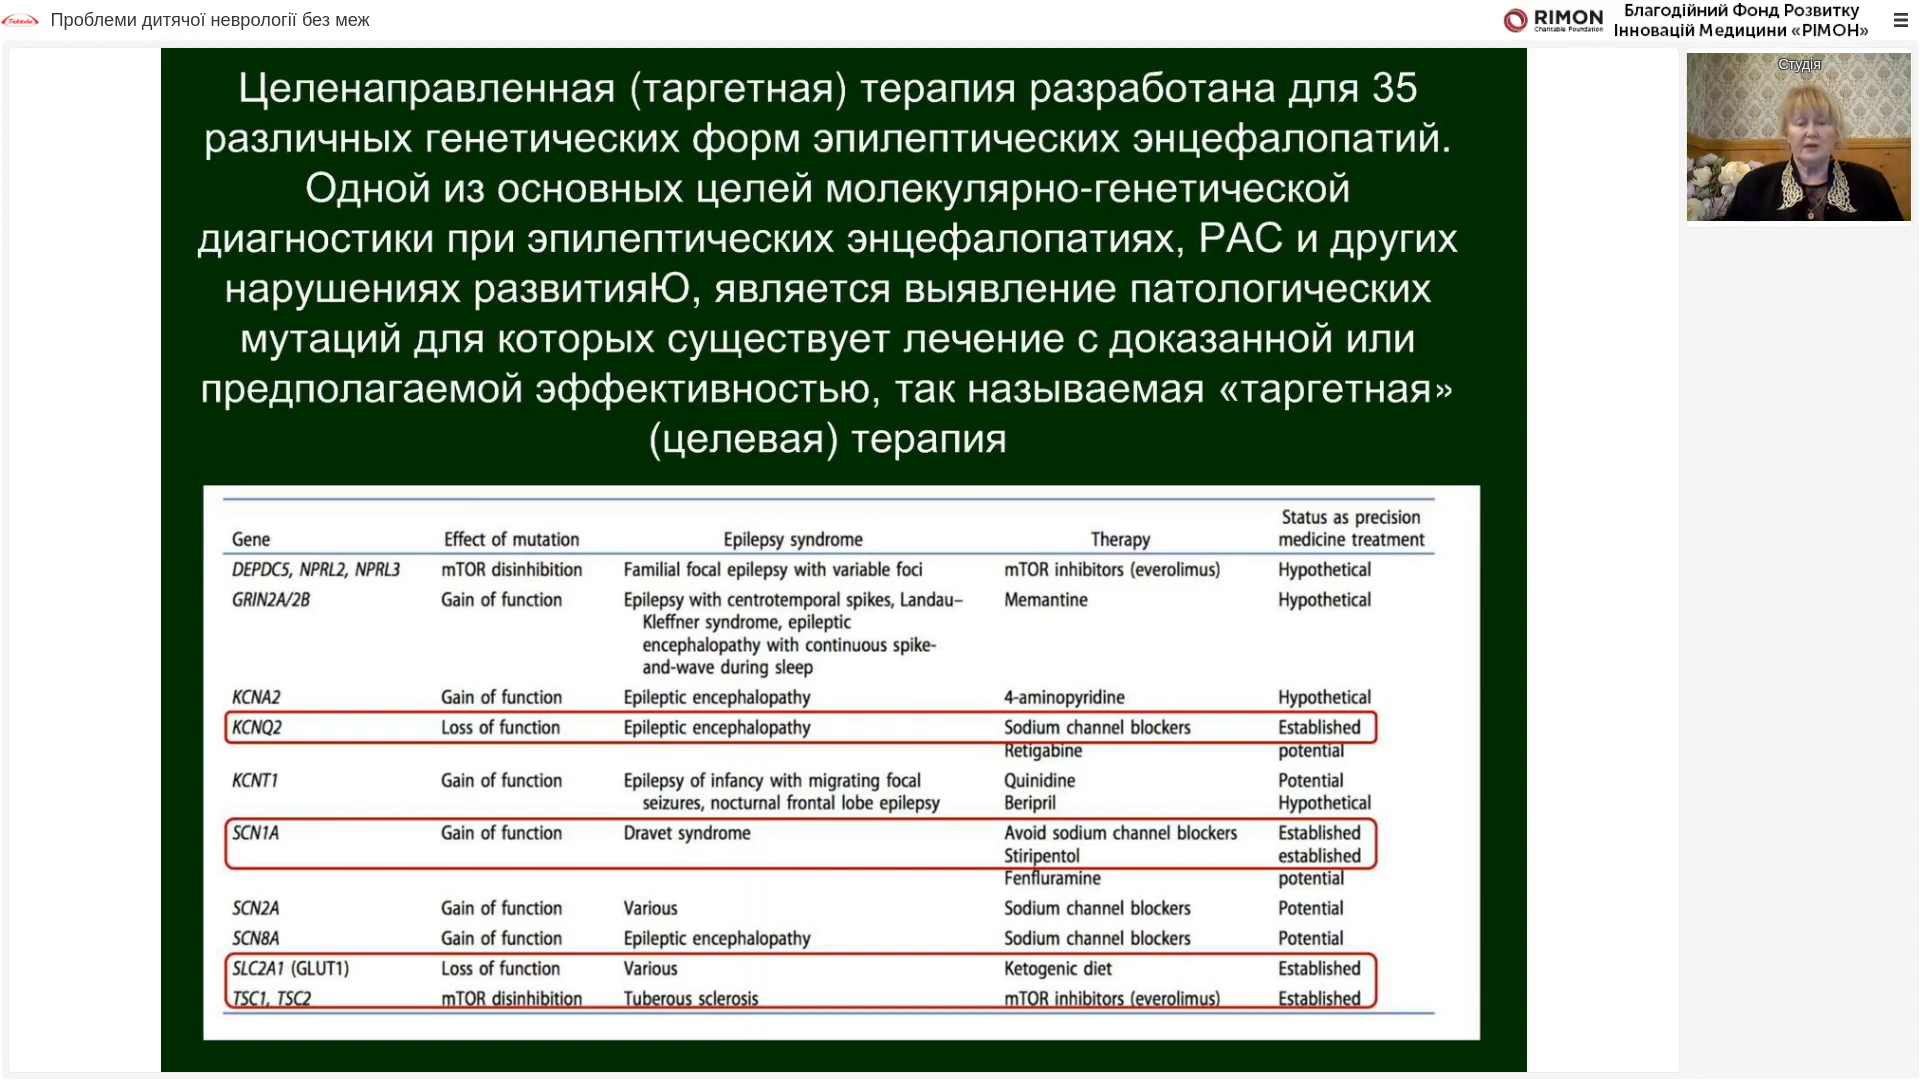 Takeda
Проблеми дитячої неврології без меж
RIMON
Charitable Foundation
Благодійний Фонд Розвитку
Інновацій Медицини «РІМОН»
Студія
Целенаправленная (таргетная) терапия разработана для 35
различных генетических форм эпилептических энцефалопатий.
Одной из основных целей молекулярно-генетической
диагностики при эпилептических энцефалопатиях, РАС и других
нарушениях развитияЮ, является выявление патологических
мутаций для которых существует лечение с доказанной или
предполагаемой эффективностью, так называемая «таргетная»
(целевая) терапия
Gene Effect of mutation Epilepsy syndrome Therapy Status as precision
medicine treatment
DEPDC5, NPRL2, NPRL3 mTOR disinhibition Familial focal epilepsy with variable foci mTOR inhibitors (everolimus) Hypothetical
GRIN2A/2B Gain of function Epilepsy with centrotemporal spikes, Landau– Memantine Hypothetical
Kleffner syndrome, epileptic
encephalopathy with continuous spike-
and-wave during sleep
KCNA2 Gain of function Epileptic encephalopathy 4-aminopyridine Hypothetical
KCNQ2 Loss of function Epileptic encephalopathy Sodium channel blockers Established
Retigabine potential
KCNT1 Gain of function Epilepsy of infancy with migrating focal Quinidine Potential
seizures, nocturnal frontal lobe epilepsy Beripril Hypothetical
SCN1A Gain of function Dravet syndrome Avoid sodium channel blockers Established
Stiripentol established
Fenfluramine potential
SCN2A Gain of function Various Sodium channel blockers Potential
SCN8A Gain of function Epileptic encephalopathy Sodium channel blockers Potential
SLC2A1 (GLUT1) Loss of function Various Ketogenic diet Established
TSC1, TSC2 mTOR disinhibition Tuberous sclerosis mTOR inhibitors (everolimus) Established